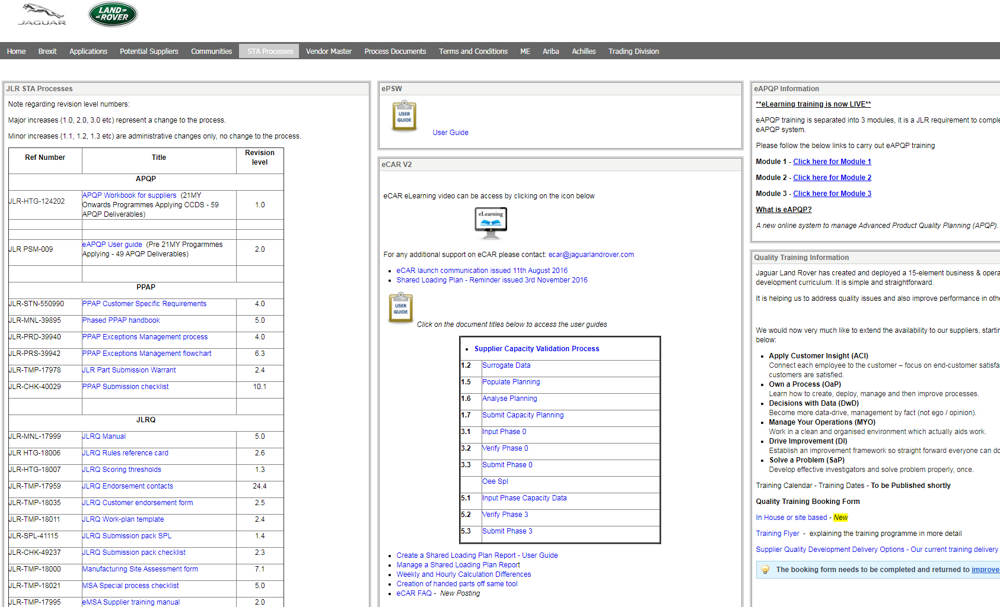 JAGUAR
LAND-
-ROVER
Home Brexit Applications Potential Suppliers Communities STA Processes Vendor Master Process Documents Terms and Conditions ME Ariba Achilles Trading Division
JLR STA Processes
Note regarding revision level numbers:
Major increases (1.0, 2.0, 3.0 etc) represent a change to the process.
Minor increases (1.1, 1.2, 1.3 etc) are administrative changes only, no change to the process.
Ref Number Title Revision level
APQP
JLR-HTG-124202 APQP Workbook for suppliers (21MY
Onwards Programmes Applying CCDS - 59
APQP Deliverables) 1.0
JLR PSM-009 eAPQP User guide (Pre 21MY Progarmmes
Applying - 49 APQP Deliverables) 2.0
PPAP
JLR-STN-550990 PPAP Customer Specific Requirements 4.0
JLR-MNL-39895 Phased PPAP handbook 5.0
JLR-PRD-39940 PPAP Exceptions Management process 4.0
JLR-PRS-39942 PPAP Exceptions Management flowchart 6.3
JLR-TMP-17978 JLR Part Submission Warrant 2.4
JLR-CHK-40029 PPAP Submission checklist 10.1
JLRQ
JLR-MNL-17999 JLRQ Manual 5.0
JLR HTG-18006 JLRQ Rules reference card 2.6
JLR-HTG-18007 JLRQ Scoring thresholds 1.3
JLR-TMP-17959 JLRQ Endorsement contacts 24.4
JLR-TMP-18035 JLRQ Customer endorsement form 2.5
JLR-TMP-18011 JLRQ Work-plan template 2.4
JLR-SPL-41115 JLRQ Submission pack SPL 1.4
JLR-CHK-49237 JLRQ Submission pack checklist 2.3
JLR-TMP-18000 Manufacturing Site Assessment form 7.1
JLR-TMP-18021 MSA Special process checklist 5.0
JLR-TMP-17995 eMSA Supplier training manual 2.0
ePSW
USER
GUIDE
User Guide
eCAR V2
eCAR eLearning video can be access by clicking on the icon below
eLearning
For any additional support on eCAR please contact: ecar@jaguarlandrover.com
• eCAR launch communication issued 11th August 2016
• Shared Loading Plan - Reminder issued 3rd November 2016
USER
GUIDE
Click on the document titles below to access the user guides
• Supplier Capacity Validation Process
1.2 Surrogate Data
1.5 Populate Planning
1.6 Analyse Planning
1.7 Submit Capacity Planning
3.1 Input Phase 0
3.2 Verify Phase 0
3.3 Submit Phase 0
Oee Spl
5.1 Input Phase Capacity Data
5.2 Verify Phase 3
5.3 Submit Phase 3
• Create a Shared Loading Plan Report - User Guide
• Manage a Shared Loading Plan Report
• Weekly and Hourly Calculation Differences
• Creation of handed parts off same tool
• eCAR FAQ - New Posting
eAPQP Information
**eLearning training is now LIVE**
eAPQP training is separated into 3 modules, it is a JLR requirement to comple
eAPQP system.
Please follow the below links to carry out eAPQP training
Module 1 - Click here for Module 1
Module 2 - Click here for Module 2
Module 3 - Click here for Module 3
What is eAPQP?
A new online system to manage Advanced Product Quality Planning (APQP).
Quality Training Information
Jaguar Land Rover has created and deployed a 15-element business & opera
development curriculum. It is simple and straightforward.
It is helping us to address quality issues and also improve performance in othe
We would now very much like to extend the availability to our suppliers, startin
below:
• Apply Customer Insight (ACI)
Connect each employee to the customer – focus on end-customer satisfa
customers are satisfied.
• Own a Process (OaP)
Learn how to create, deploy, manage and then improve processes.
• Decisions with Data (DwD)
Become more data-drive, management by fact (not ego / opinion).
• Manage Your Operations (MYO)
Work in a clean and organised environment which actually aids work.
• Drive Improvement (DI)
Establish an improvement framework so straight forward everyone can do
• Solve a Problem (SaP)
Develop effective investigators and solve problem properly, once.
Training Calendar - Training Dates - To be Published shortly
Quality Training Booking Form
In House or site based - New
Training Flyer - explaining the training programme in more detail
Supplier Quality Development Delivery Options - Our current training delivery
The booking form needs to be completed and returned to improve